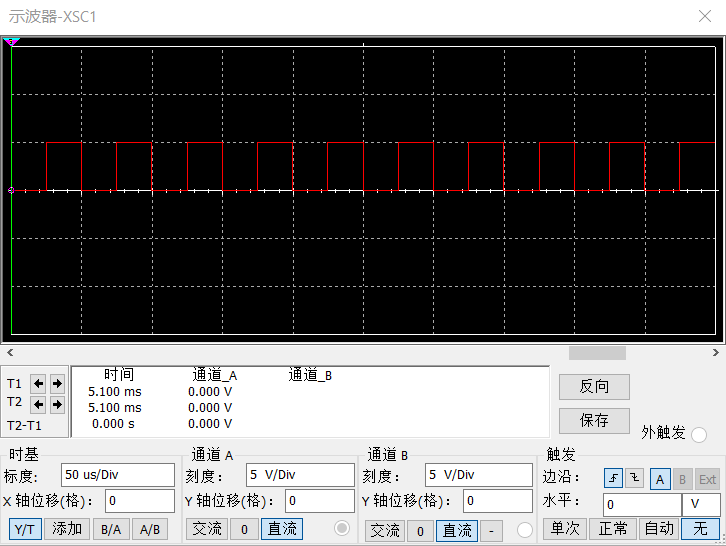 示波器-XSC1
时间 通道_A 通道_B
T1 5.100 ms 0.000 V
T2 5.100 ms 0.000 V
T2-T1 0.000 s 0.000 V
反向
保存
外触发
时基
标度: 50 us/Div
X 轴位移(格): 0
Y/T 添加 B/A A/B
通道 A
刻度: 5 V/Div
Y 轴位移(格): 0
交流 0 直流
通道 B
刻度: 5 V/Div
Y 轴位移(格): 0
交流 0 直流 -
触发
边沿: A B Ext
水平: 0 V
单次 正常 自动 无